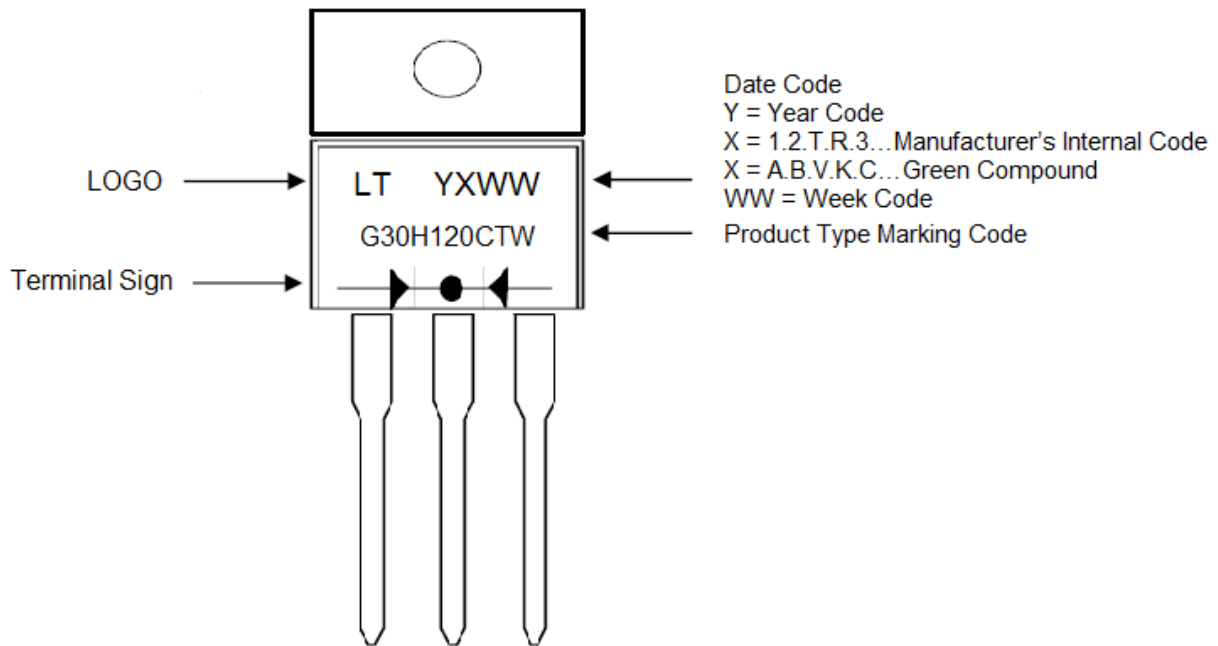 Date Code
Y = Year Code
X = 1.2.T.R.3...Manufacturer's Internal Code
X = A.B.V.K.C...Green Compound
WW = Week Code
LOGO
LT YXWW
G30H120CTW
Product Type Marking Code
Terminal Sign